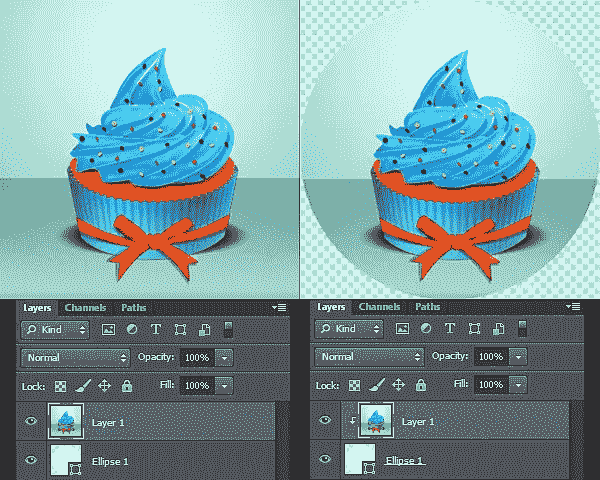 Layers Channels Paths
Kind
Normal Opacity: 100%
Lock: Fill: 100%
Layer 1
Ellipse 1
Layers Channels Paths
Kind
Normal Opacity: 100%
Lock: Fill: 100%
Layer 1
Ellipse 1